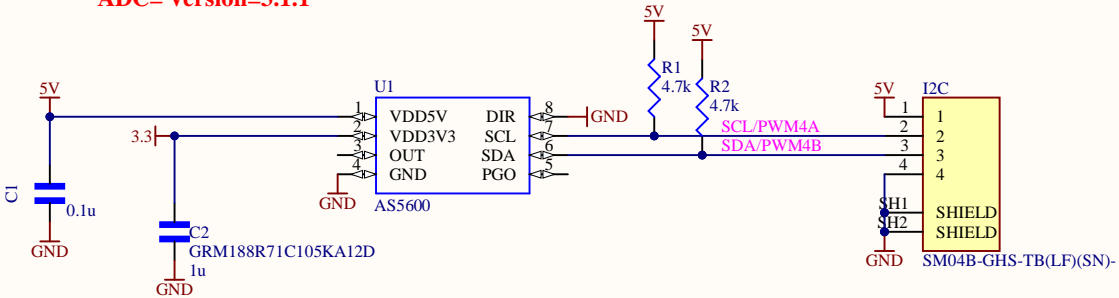 ADC= Version=3.1.1
5V
5V
5V
U1
R1
4.7k
R2
4.7k
5V
I2C
1
VDD5V
DIR
8
GND
1
1
3.3
2
VDD3V3
SCL
7
SCL/PWM4A
2
2
3
OUT
SDA
6
SDA/PWM4B
3
3
4
GND
PGO
5
4
4
GND
AS5600
C1
0.1u
GND
C2
GRM188R71C105KA12D
1u
GND
SH1
SHIELD
SH2
SHIELD
GND
SM04B-GHS-TB(LF)(SN)-